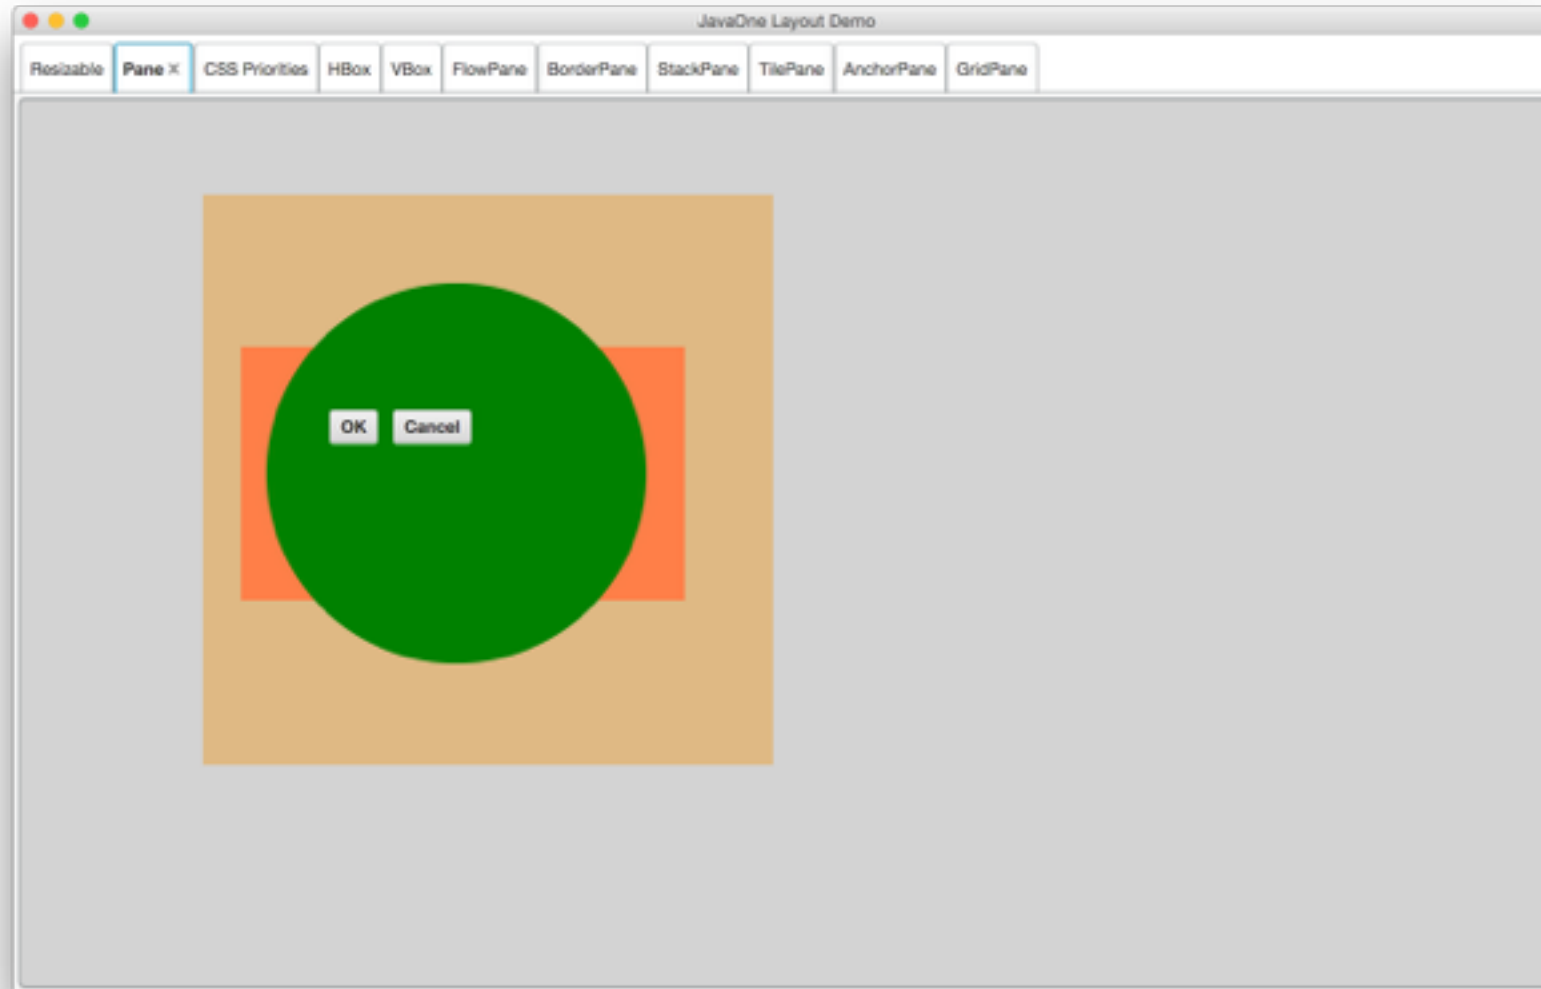 JavaOne Layout Demo
Resizable Pane × CSS Priorities HBox VBox FlowPane BorderPane StackPane TilePane AnchorPane GridPane
OK Cancel